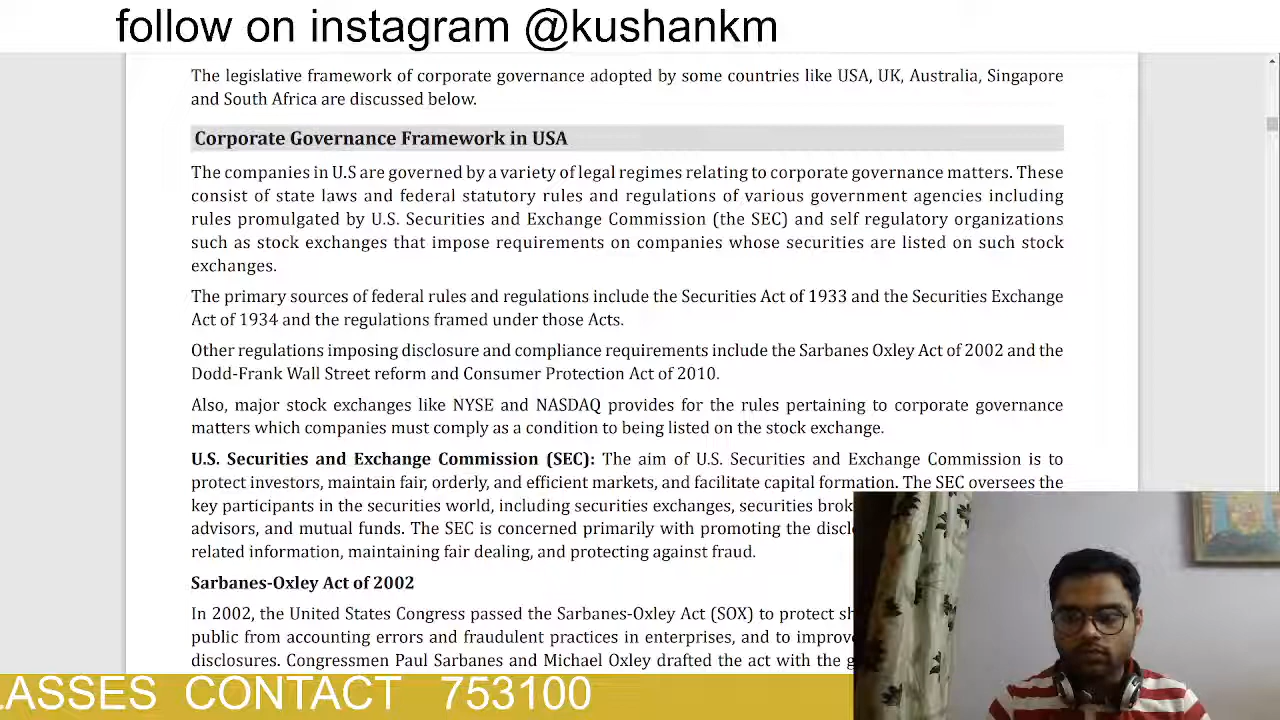 follow on instagram @kushankm
The legislative framework of corporate governance adopted by some countries like USA, UK, Australia, Singapore
and South Africa are discussed below.
Corporate Governance Framework in USA
The companies in U.S are governed by a variety of legal regimes relating to corporate governance matters. These
consist of state laws and federal statutory rules and regulations of various government agencies including
rules promulgated by U.S. Securities and Exchange Commission (the SEC) and self regulatory organizations
such as stock exchanges that impose requirements on companies whose securities are listed on such stock
exchanges.
The primary sources of federal rules and regulations include the Securities Act of 1933 and the Securities Exchange
Act of 1934 and the regulations framed under those Acts.
Other regulations imposing disclosure and compliance requirements include the Sarbanes Oxley Act of 2002 and the
Dodd-Frank Wall Street reform and Consumer Protection Act of 2010.
Also, major stock exchanges like NYSE and NASDAQ provides for the rules pertaining to corporate governance
matters which companies must comply as a condition to being listed on the stock exchange.
U.S. Securities and Exchange Commission (SEC): The aim of U.S. Securities and Exchange Commission is to
protect investors, maintain fair, orderly, and efficient markets, and facilitate capital formation. The SEC oversees the
key participants in the securities world, including securities exchanges, securities brok
advisors, and mutual funds. The SEC is concerned primarily with promoting the discl
related information, maintaining fair dealing, and protecting against fraud.
Sarbanes-Oxley Act of 2002
In 2002, the United States Congress passed the Sarbanes-Oxley Act (SOX) to protect sh
public from accounting errors and fraudulent practices in enterprises, and to improv
disclosures. Congressmen Paul Sarbanes and Michael Oxley drafted the act with the g
LASSES CONTACT 753100